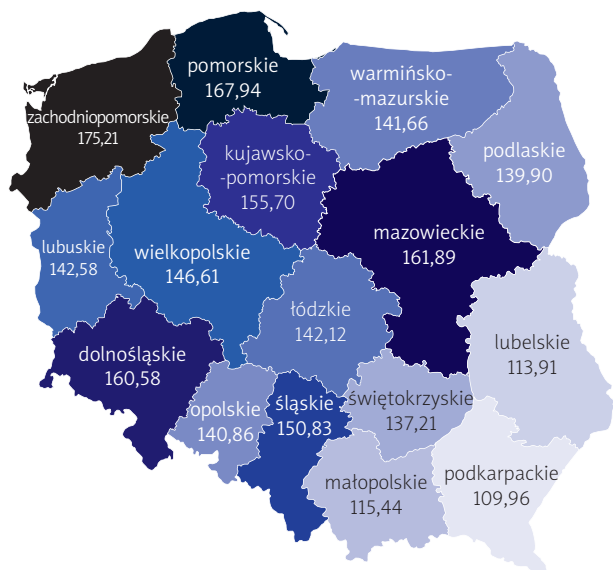 pomorskie
167,94
warmińsko-
-mazurskie
141,66
zachodniopomorskie
175,21
kujawsko-
-pomorskie
155,70
podlaskie
139,90
mazowieckie
161,89
lubuskie
142,58
wielkopolskie
146,61
łódzkie
142,12
lubelskie
113,91
dolnośląskie
160,58
opolskie
140,86
śląskie
150,83
świętokrzyskie
137,21
małopolskie
115,44
podkarpackie
109,96